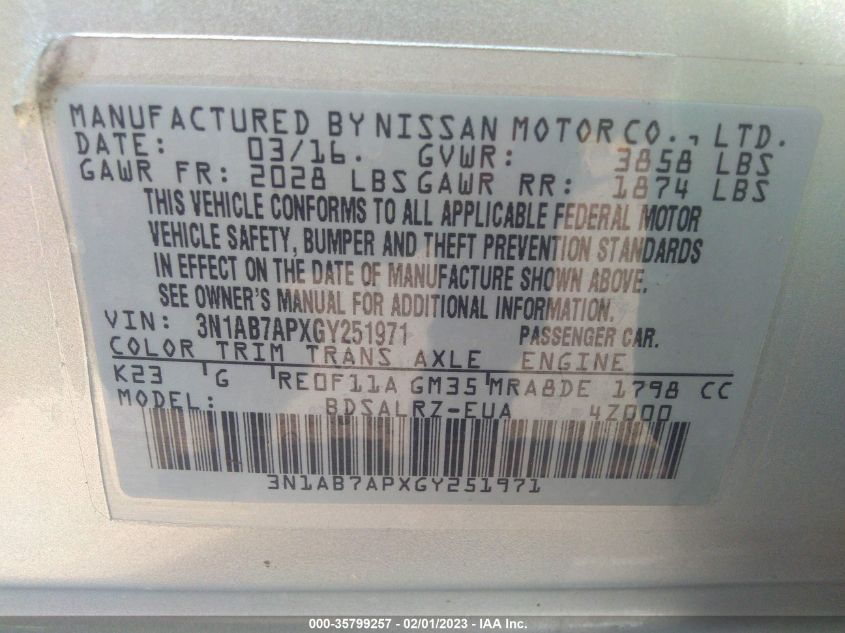 MANUFACTURED BY NISSAN MOTOR CO., LTD.
DATE: 03/16. GVWR: 3858 LBS
GAWR FR: 2028 LBS GAWR RR: 1874 LBS
THIS VEHICLE CONFORMS TO ALL APPLICABLE FEDERAL MOTOR
VEHICLE SAFETY, BUMPER AND THEFT PREVENTION STANDARDS
IN EFFECT ON THE DATE OF MANUFACTURE SHOWN ABOVE.
SEE OWNER'S MANUAL FOR ADDITIONAL INFORMATION.
VIN: 3N1AB7APXGY251971 PASSENGER CAR.
COLOR TRIM TRANS AXLE ENGINE
K23 G RE0F11A GM35 MRA8DE 1798 CC
MODEL: BDSALRZ-EUA 4Z000
3N1AB7APXGY251971
000-35799257 - 02/01/2023 - IAA Inc.